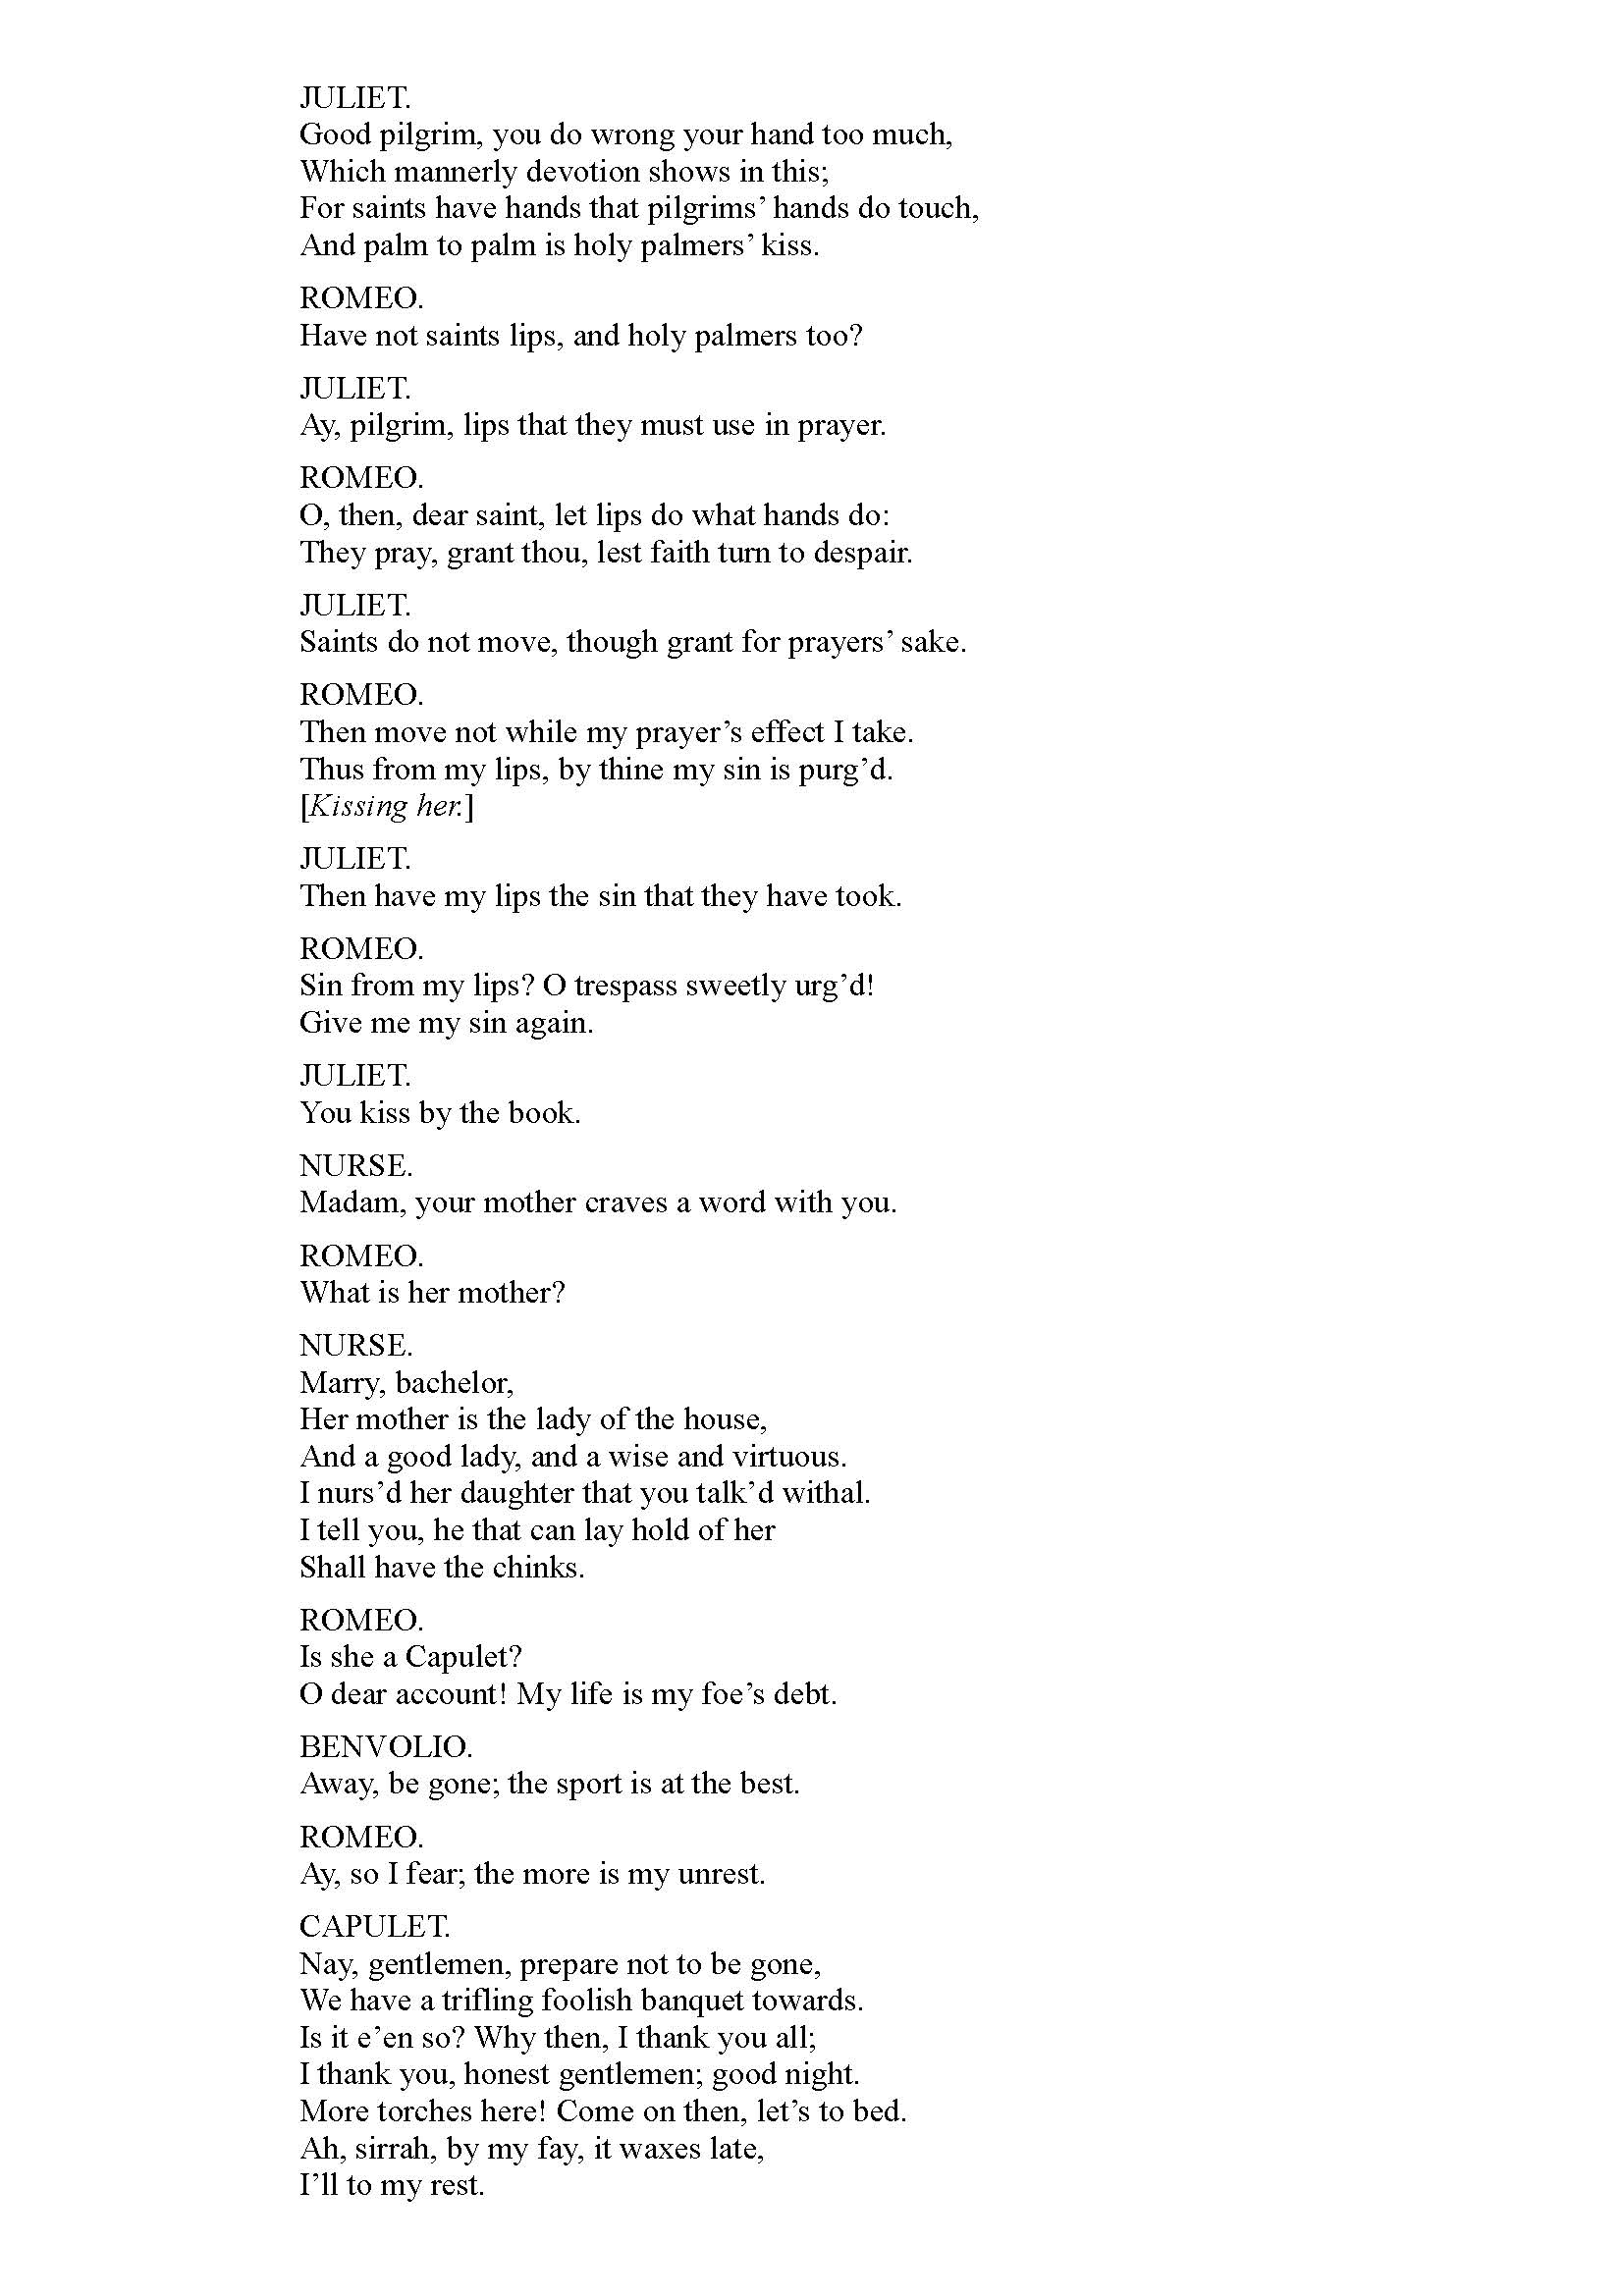 JULIET.
Good pilgrim, you do wrong your hand too much,
Which mannerly devotion shows in this;
For saints have hands that pilgrims’ hands do touch,
And palm to palm is holy palmers’ kiss.
ROMEO.
Have not saints lips, and holy palmers too?
JULIET.
Ay, pilgrim, lips that they must use in prayer.
ROMEO.
O, then, dear saint, let lips do what hands do:
They pray, grant thou, lest faith turn to despair.
JULIET.
Saints do not move, though grant for prayers’ sake.
ROMEO.
Then move not while my prayer’s effect I take.
Thus from my lips, by thine my sin is purg’d.
[Kissing her.]
JULIET.
Then have my lips the sin that they have took.
ROMEO.
Sin from my lips? O trespass sweetly urg’d!
Give me my sin again.
JULIET.
You kiss by the book.
NURSE.
Madam, your mother craves a word with you.
ROMEO.
What is her mother?
NURSE.
Marry, bachelor,
Her mother is the lady of the house,
And a good lady, and a wise and virtuous.
I nurs’d her daughter that you talk’d withal.
I tell you, he that can lay hold of her
Shall have the chinks.
ROMEO.
Is she a Capulet?
O dear account! My life is my foe’s debt.
BENVOLIO.
Away, be gone; the sport is at the best.
ROMEO.
Ay, so I fear; the more is my unrest.
CAPULET.
Nay, gentlemen, prepare not to be gone,
We have a trifling foolish banquet towards.
Is it e’en so? Why then, I thank you all;
I thank you, honest gentlemen; good night.
More torches here! Come on then, let’s to bed.
Ah, sirrah, by my fay, it waxes late,
I’ll to my rest.